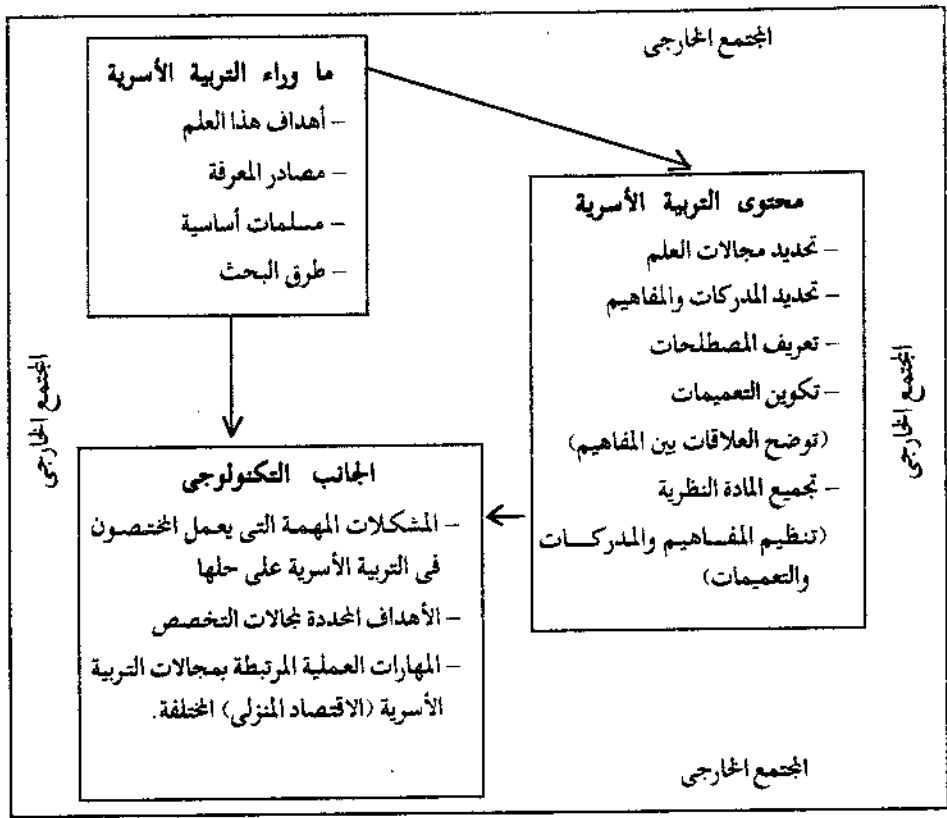 المجتمع الخارجى
ما وراء التربية الأسرية
– أهداف هذا العلم
– مصادر المعرفة
– مسلمات أساسية
– طرق البحث
محتوى التربية الأسرية
– تحديد مجالات العلم
– تحديد المدركات والمفاهيم
– تعريف المصطلحات
– تكوين التعميمات
(توضح العلاقات بين المفاهيم)
– تجميع المادة النظرية
(تنظيم المفاهيم والمدركات
والتعميمات)
المجتمع الخارجى
المجتمع الخارجى
الجانب التكنولوجى
– المشكلات المهمة التى يعمل المختصون
فى التربية الأسرية على حلها
– الأهداف المحددة لمجالات التخصص
– المهارات العملية المرتبطة بمجالات التربية
الأسرية (الاقتصاد المنزلى) المختلفة.
المجتمع الخارجى